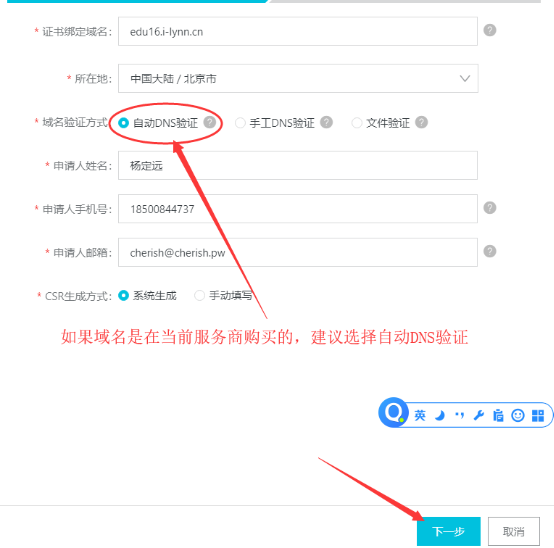 * 证书绑定域名: edu16.i-lynn.cn ?
* 所在地: 中国大陆 / 北京市
* 域名验证方式: 自动DNS验证 ? 手工DNS验证 ? 文件验证 ?
* 申请人姓名: 杨定远
* 申请人手机号: 18500844737 ?
* 申请人邮箱: cherish@cherish.pw ?
* CSR生成方式: 系统生成 手动填写
如果域名是在当前服务商购买的，建议选择自动DNS验证
英
下一步 取消